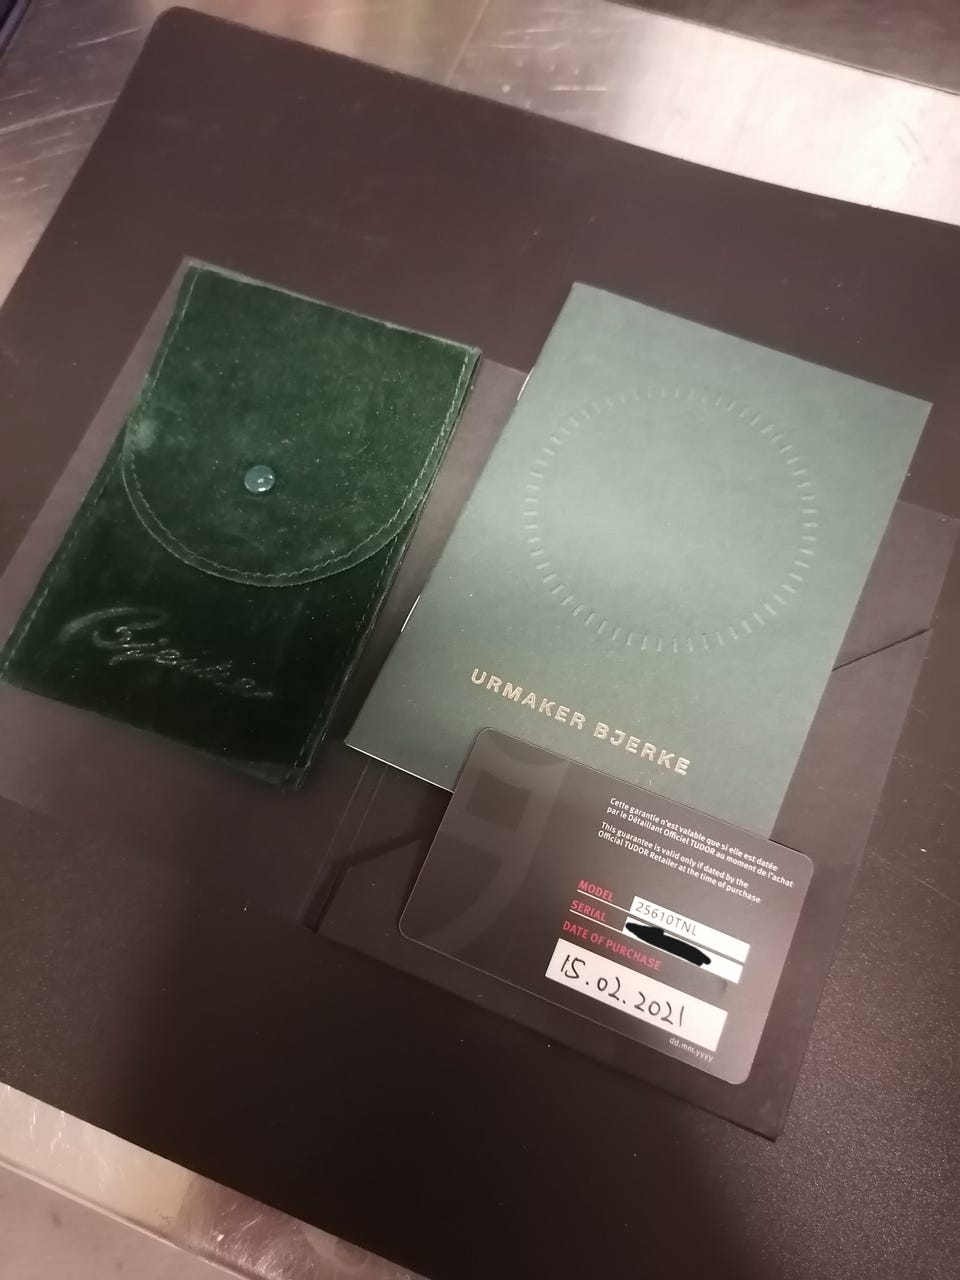 Bjerke
URMAKER BJERKE
Cette garantie n'est valable que si elle est datée
par le Détaillant Officiel TUDOR au moment de l'achat
This guarantee is valid only if dated by the
Official TUDOR Retailer at the time of purchase
MODEL 25610TNL
SERIAL
DATE OF PURCHASE
15.02.2021
dd.mm.yyyy